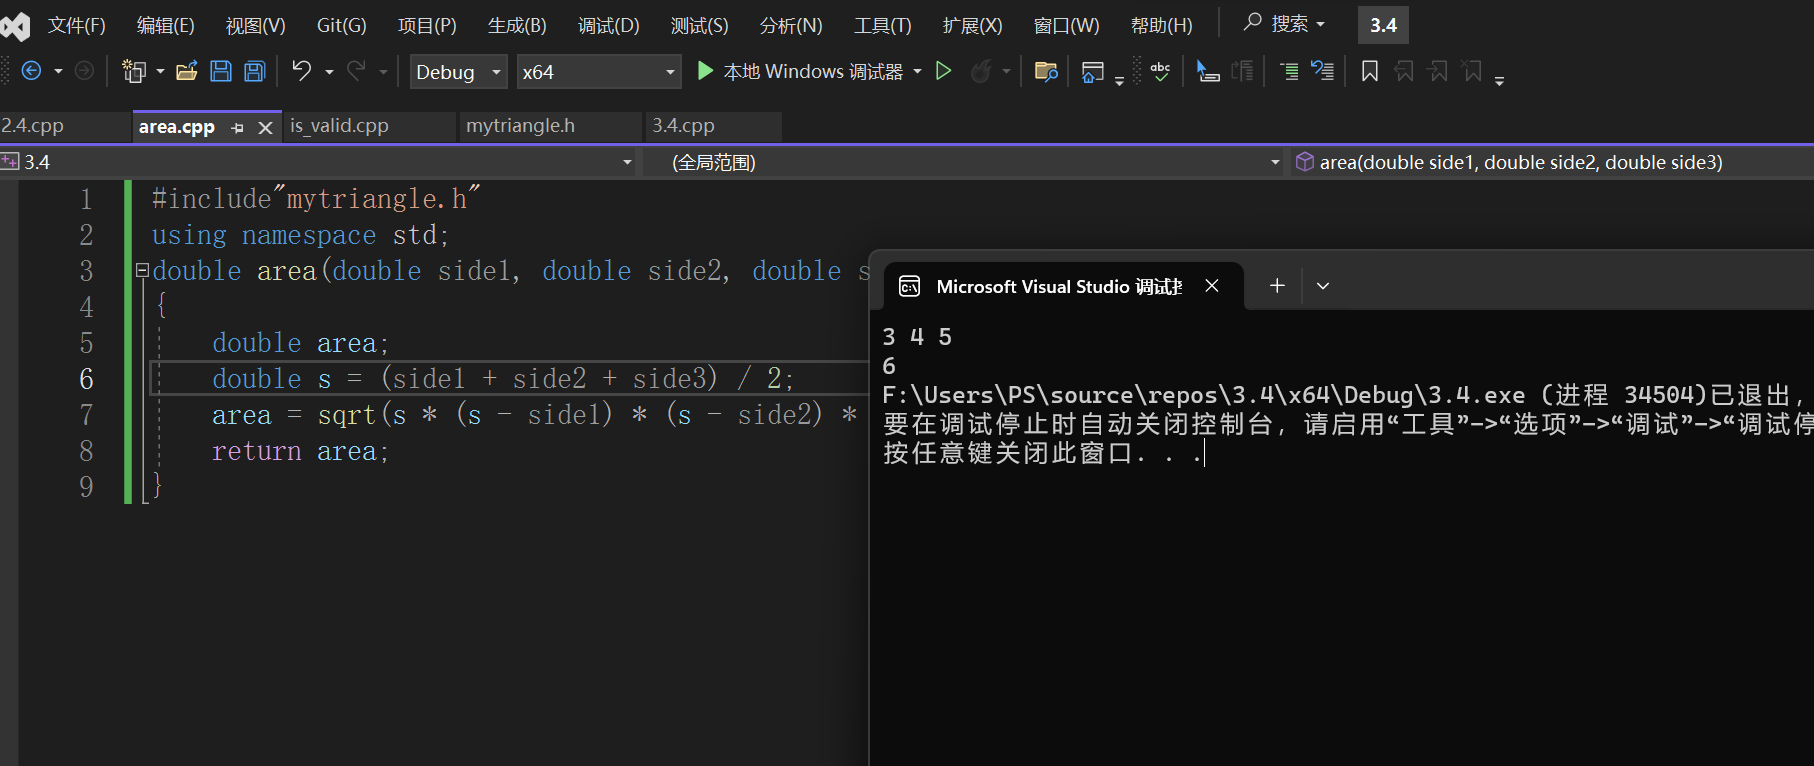 文件(F) 编辑(E) 视图(V) Git(G) 项目(P) 生成(B) 调试(D) 测试(S) 分析(N) 工具(T) 扩展(X) 窗口(W) 帮助(H) 搜索 3.4
Debug x64 本地 Windows 调试器 abc
2.4.cpp area.cpp is_valid.cpp mytriangle.h 3.4.cpp
3.4 (全局范围) area(double side1, double side2, double side3)
1 #include"mytriangle.h"
2 using namespace std;
3 double area(double side1, double side2, double s
4 {
5 double area;
6 double s = (side1 + side2 + side3) / 2;
7 area = sqrt(s * (s - side1) * (s - side2) *
8 return area;
9 }
Microsoft Visual Studio 调试
3 4 5
6
F:\Users\PS\source\repos\3.4\x64\Debug\3.4.exe (进程 34504)已退出，
要在调试停止时自动关闭控制台，请启用“工具”->“选项”->“调试”->“调试停
按任意键关闭此窗口. . .